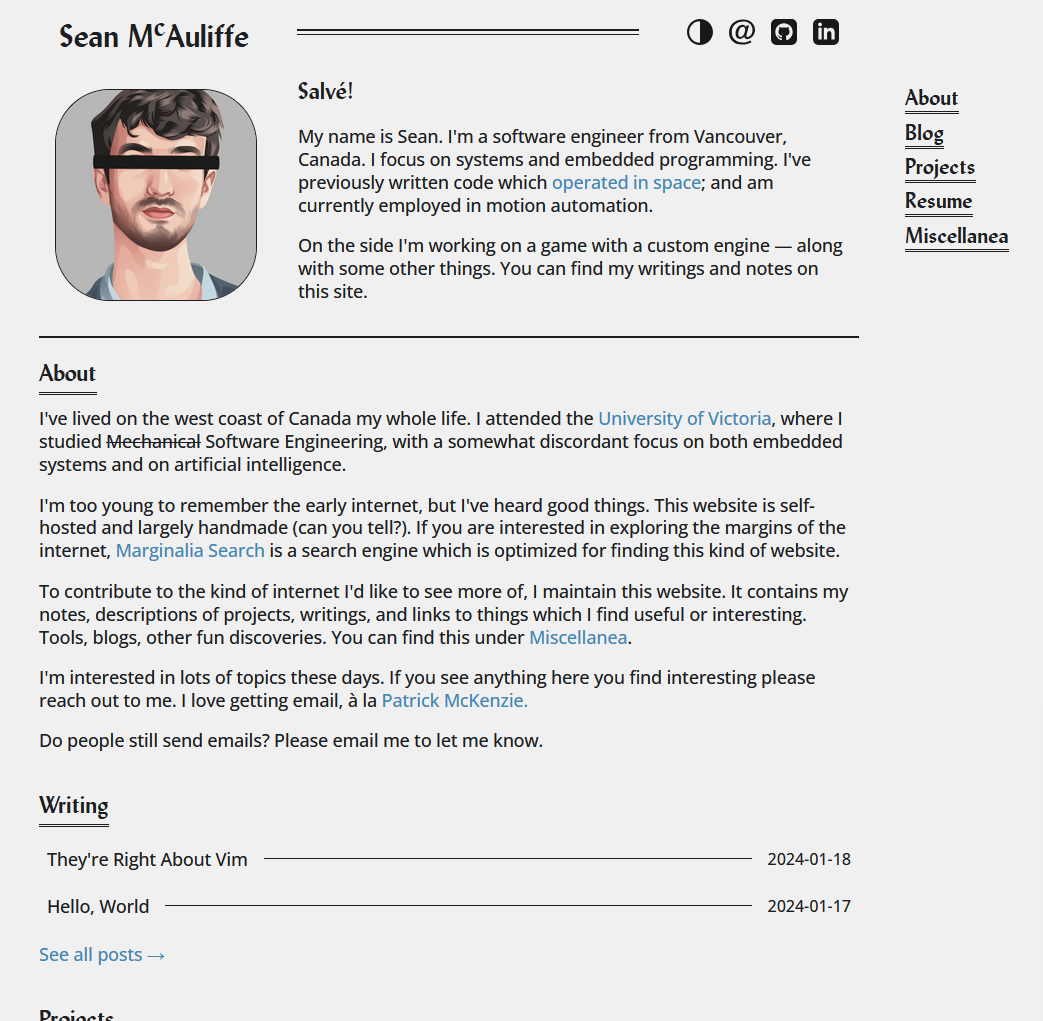 Sean McAuliffe
Salvé!
My name is Sean. I'm a software engineer from Vancouver,
Canada. I focus on systems and embedded programming. I've
previously written code which operated in space; and am
currently employed in motion automation.
On the side I'm working on a game with a custom engine — along
with some other things. You can find my writings and notes on
this site.
About
Blog
Projects
Resume
Miscellanea
About
I've lived on the west coast of Canada my whole life. I attended the University of Victoria, where I
studied Mechanical Software Engineering, with a somewhat discordant focus on both embedded
systems and on artificial intelligence.
I'm too young to remember the early internet, but I've heard good things. This website is self-
hosted and largely handmade (can you tell?). If you are interested in exploring the margins of the
internet, Marginalia Search is a search engine which is optimized for finding this kind of website.
To contribute to the kind of internet I'd like to see more of, I maintain this website. It contains my
notes, descriptions of projects, writings, and links to things which I find useful or interesting.
Tools, blogs, other fun discoveries. You can find this under Miscellanea.
I'm interested in lots of topics these days. If you see anything here you find interesting please
reach out to me. I love getting email, à la Patrick McKenzie.
Do people still send emails? Please email me to let me know.
Writing
They're Right About Vim 2024-01-18
Hello, World 2024-01-17
See all posts →
Projects